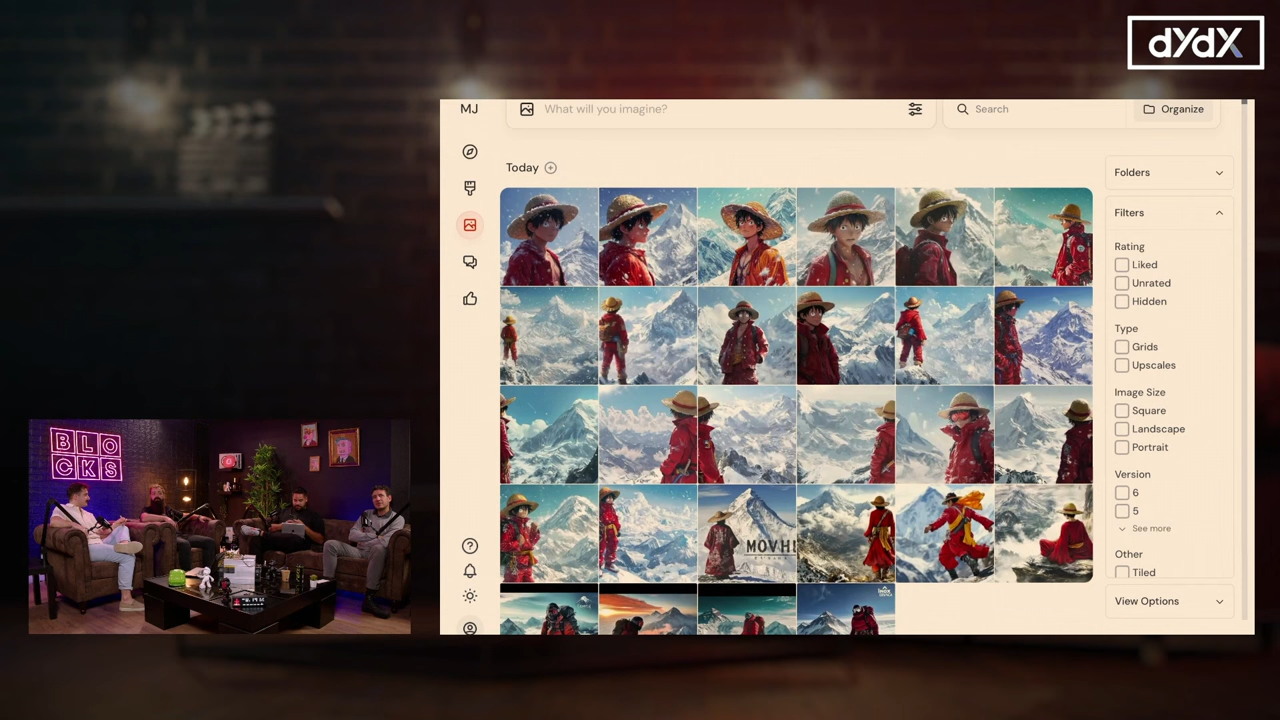 dYdX
MJ
What will you imagine?
Search
Organize
Today
Folders
Filters
Rating
Liked
Unrated
Hidden
Type
Grids
Upscales
Image Size
Square
Landscape
Portrait
Version
6
5
See more
Other
Tiled
View Options
BLO
CKS